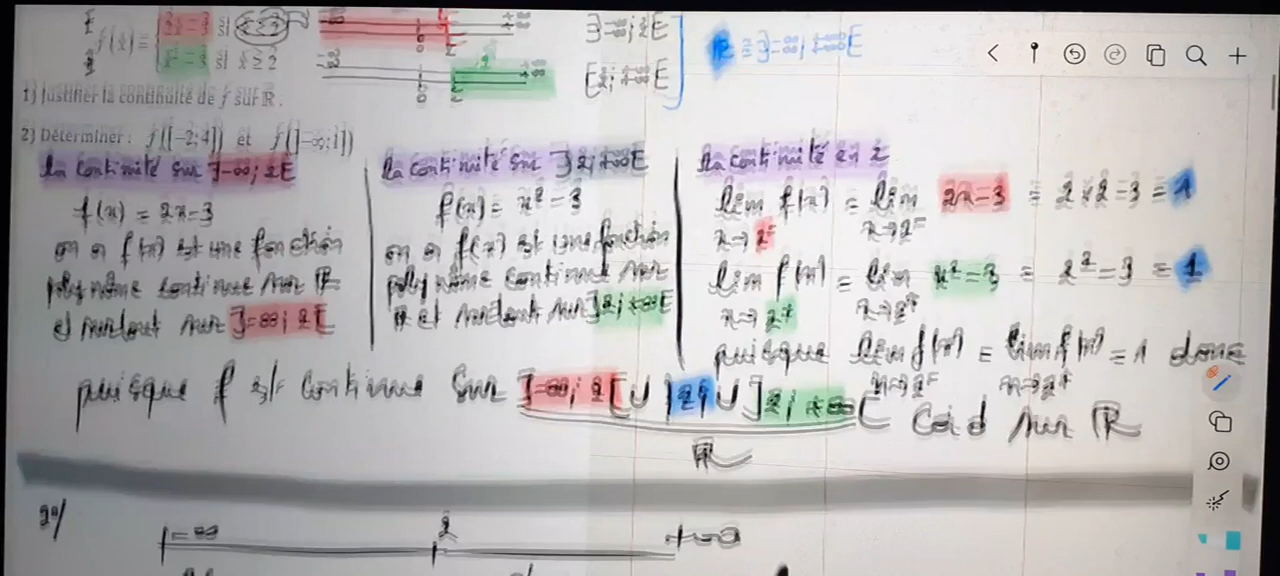 f(x) = { 2x-3 si x<2 ]-∞; 2[
x²-3 si x≥2 [2; +∞[
ℝ = ]-∞; +∞[
1) Justifier la continuité de f sur ℝ.
2) Déterminer : f([-2;4]) et f(]-∞;1])
la continuité sur ]-∞; 2[
f(x) = 2x-3
on a f(x) est une fonction
polynôme continue sur ℝ
et surtout sur ]-∞; 2[
la continuité sur ]2; +∞[
f(x) = x²-3
on a f(x) est une fonction
polynôme continue sur
ℝ et surtout ]2; +∞[
la continuité en 2
lim f(x) = lim 2x-3 = 2×2-3 = 1
x→2⁻ x→2⁻
lim f(x) = lim x²-3 = 2²-3 = 1
x→2⁺ x→2⁺
puisque lim f(x) = lim f(x) = 1 donc
x→2⁻ x→2⁺
puisque f est continue sur ]-∞; 2[ ∪ {2} ∪ ]2; +∞[ càd sur ℝ
ℝ
2°/
-∞ 2 +∞